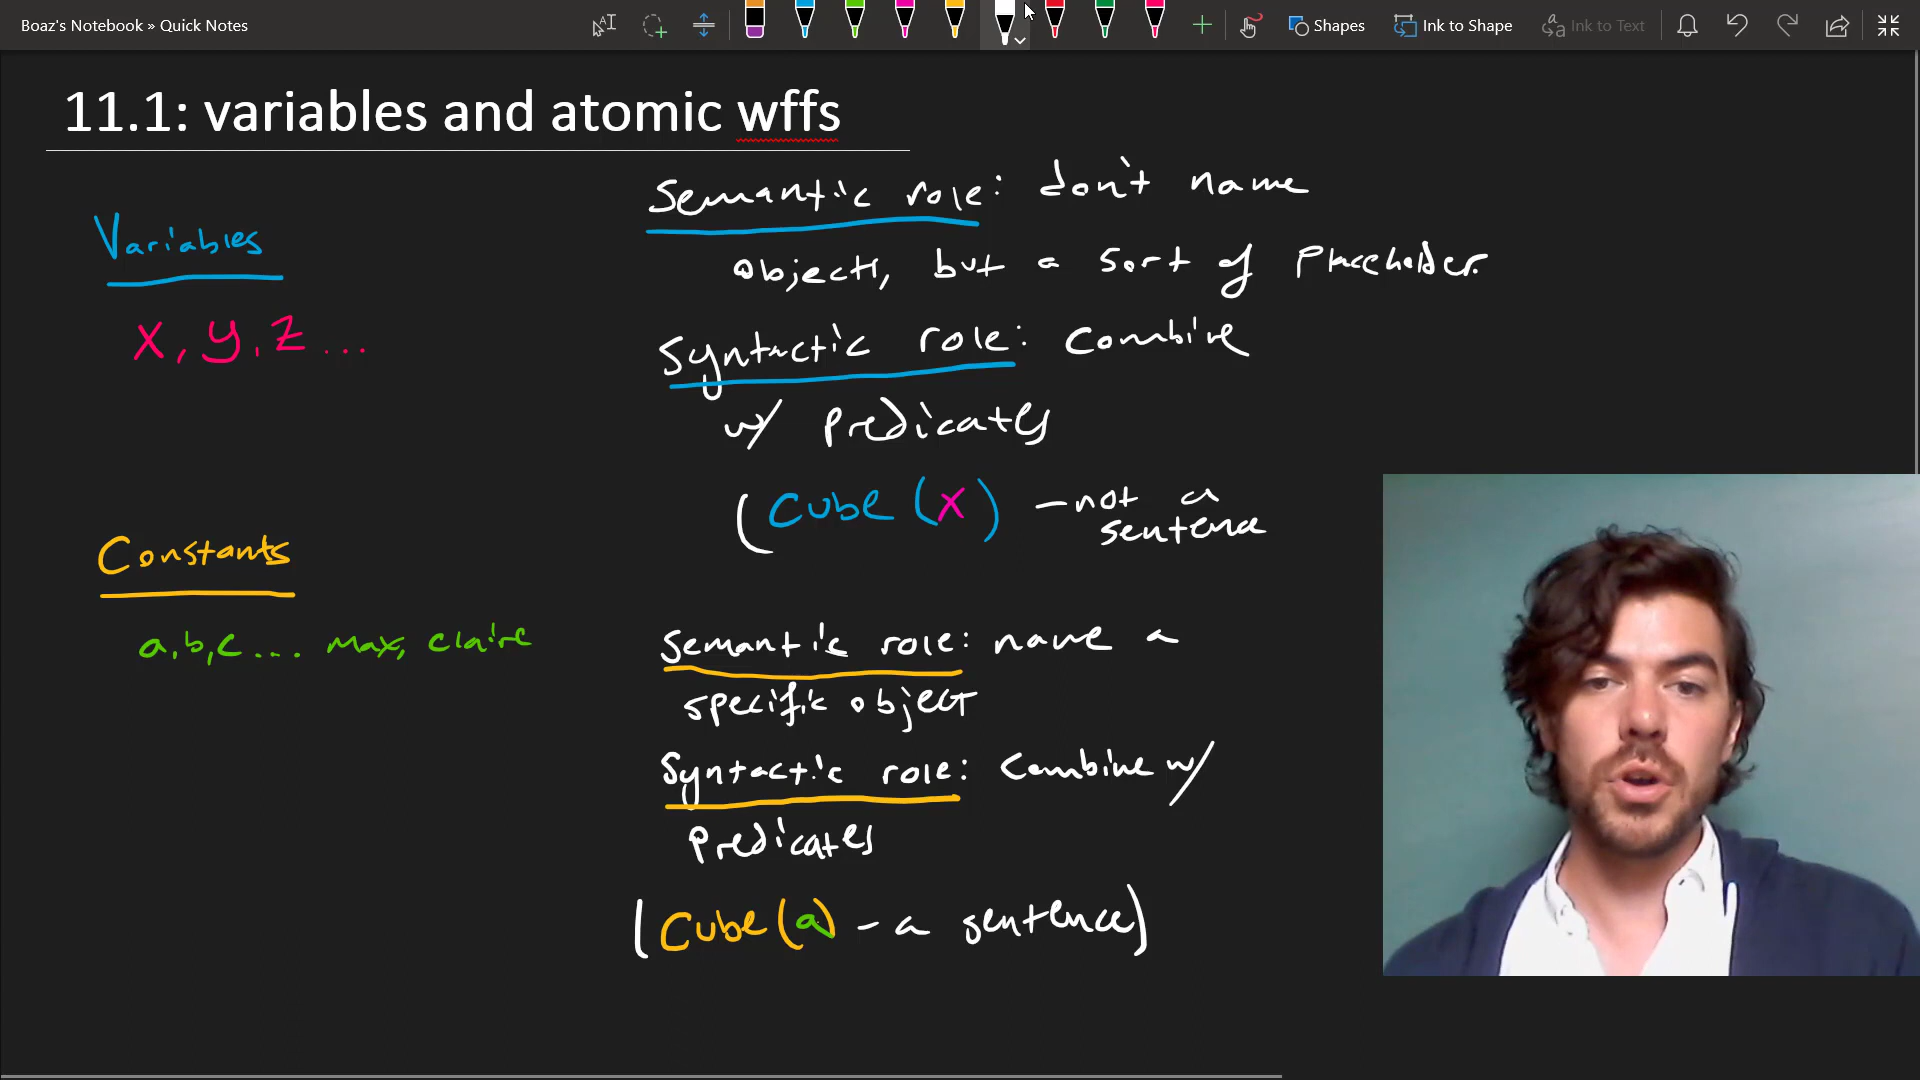 Boaz's Notebook » Quick Notes
Shapes
Ink to Shape
Ink to Text
11.1: variables and atomic wffs
Variables
x, y, z ...
Semantic role: don't name
objects, but a sort of placeholder.
Syntactic role: combine
w/ predicates
(Cube(x) - not a
sentence
Constants
a, b, c ... max, claire
Semantic role: name a
specific object
Syntactic role: combine w/
predicates
(Cube(a) - a sentence)